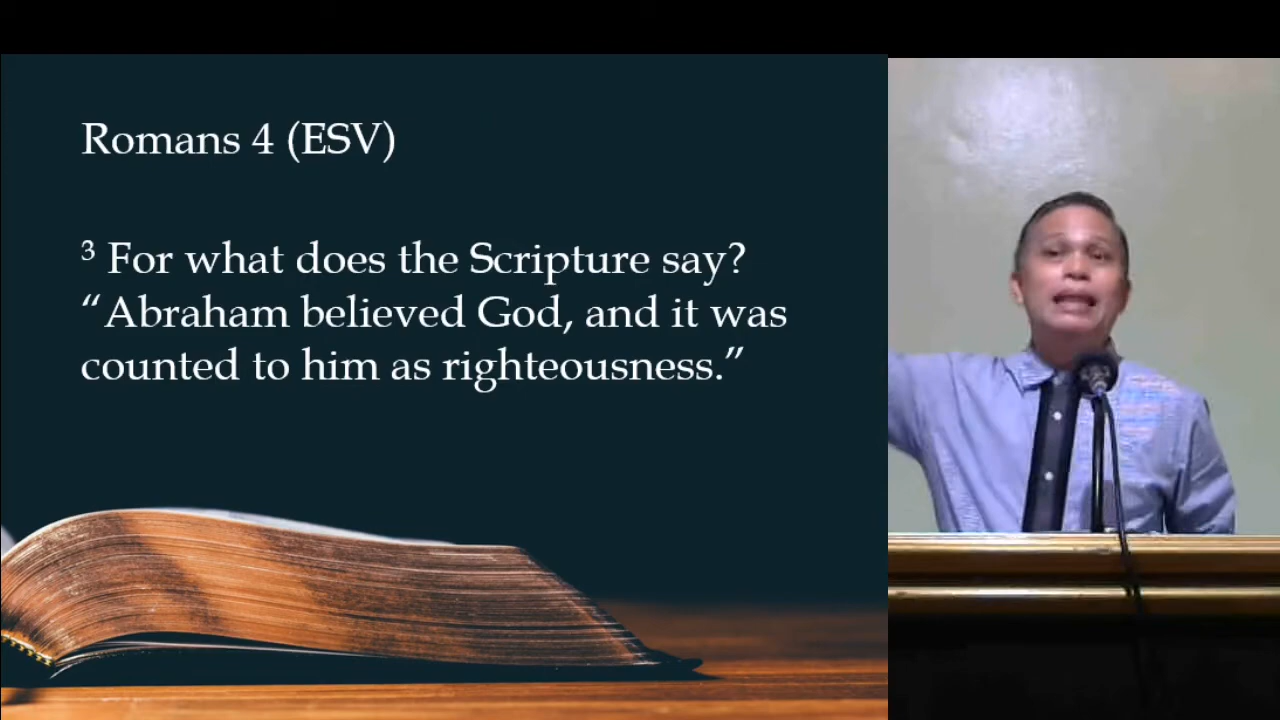 Romans 4 (ESV)
³ For what does the Scripture say?
“Abraham believed God, and it was
counted to him as righteousness.”